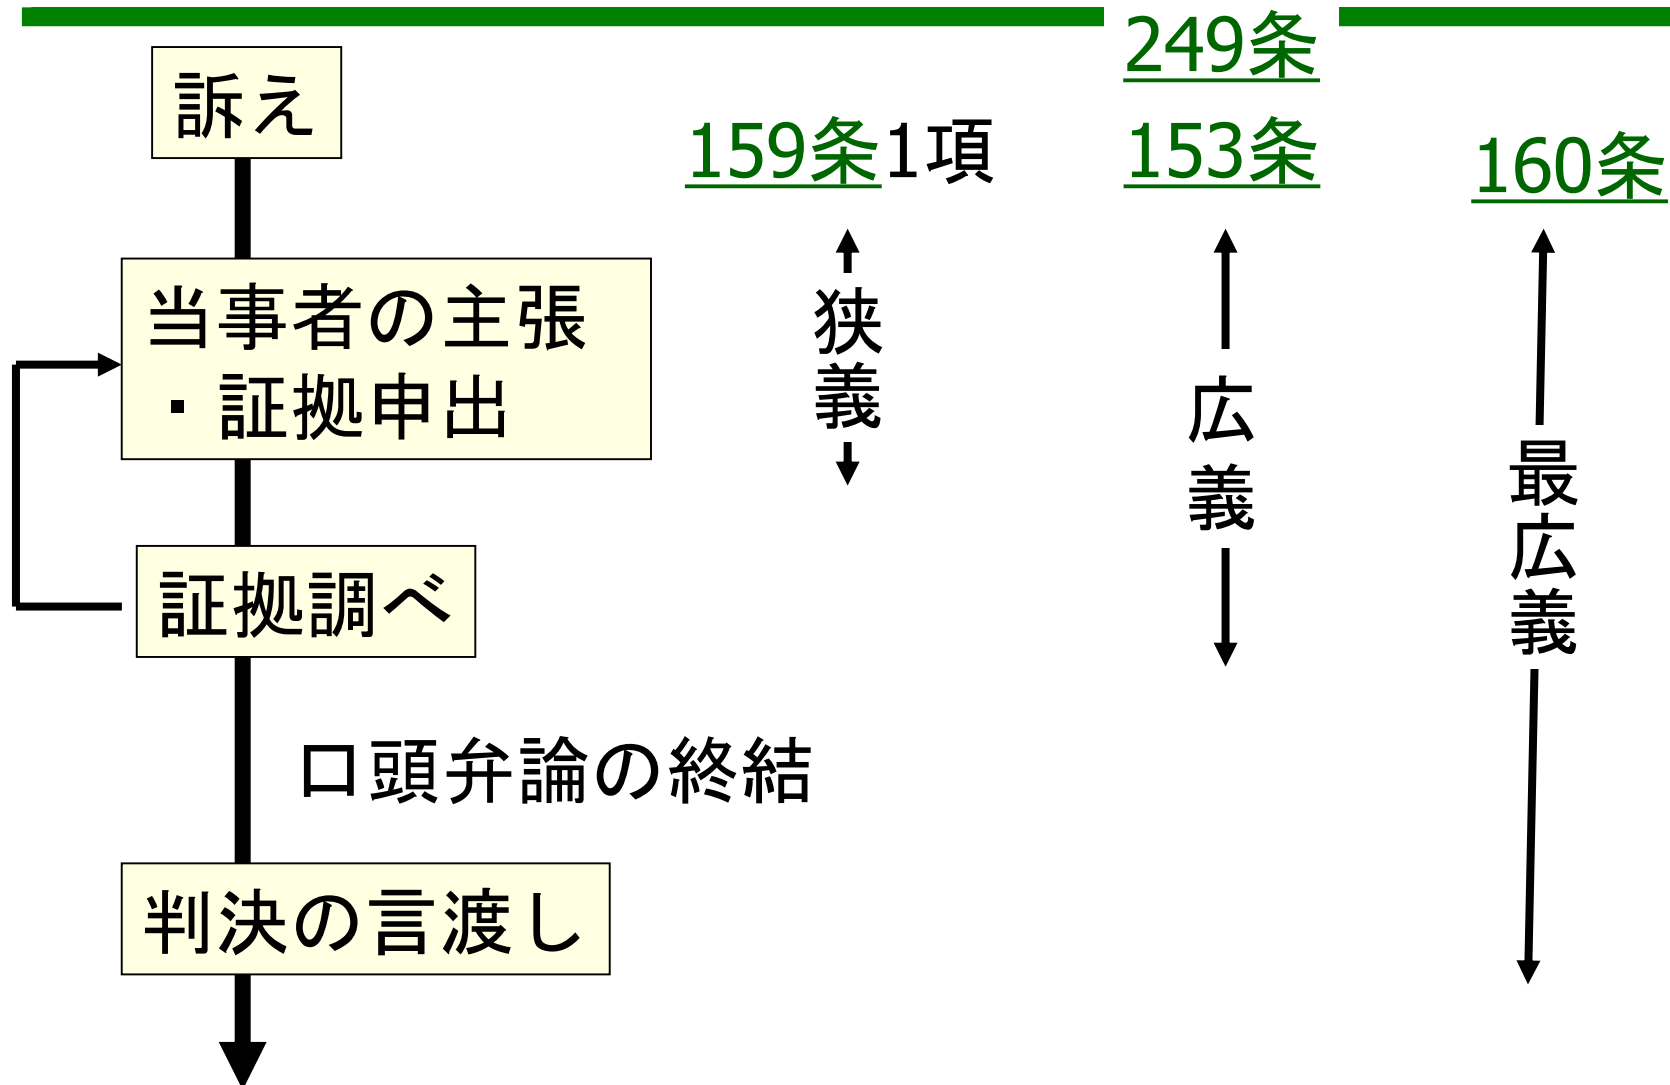 訴え
当事者の主張
・証拠申出
証拠調べ
口頭弁論の終結
判決の言渡し
159条1項
狭義
249条
153条
広義
160条
最広義